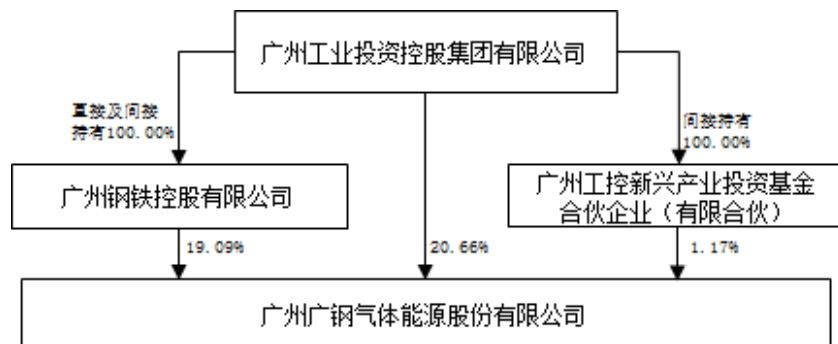 广州工业投资控股集团有限公司
直接及间接
持有100.00%
间接持有
100.00%
广州钢铁控股有限公司
广州工控新兴产业投资基金
合伙企业（有限合伙）
19.09%
20.66%
1.17%
广州广钢气体能源股份有限公司